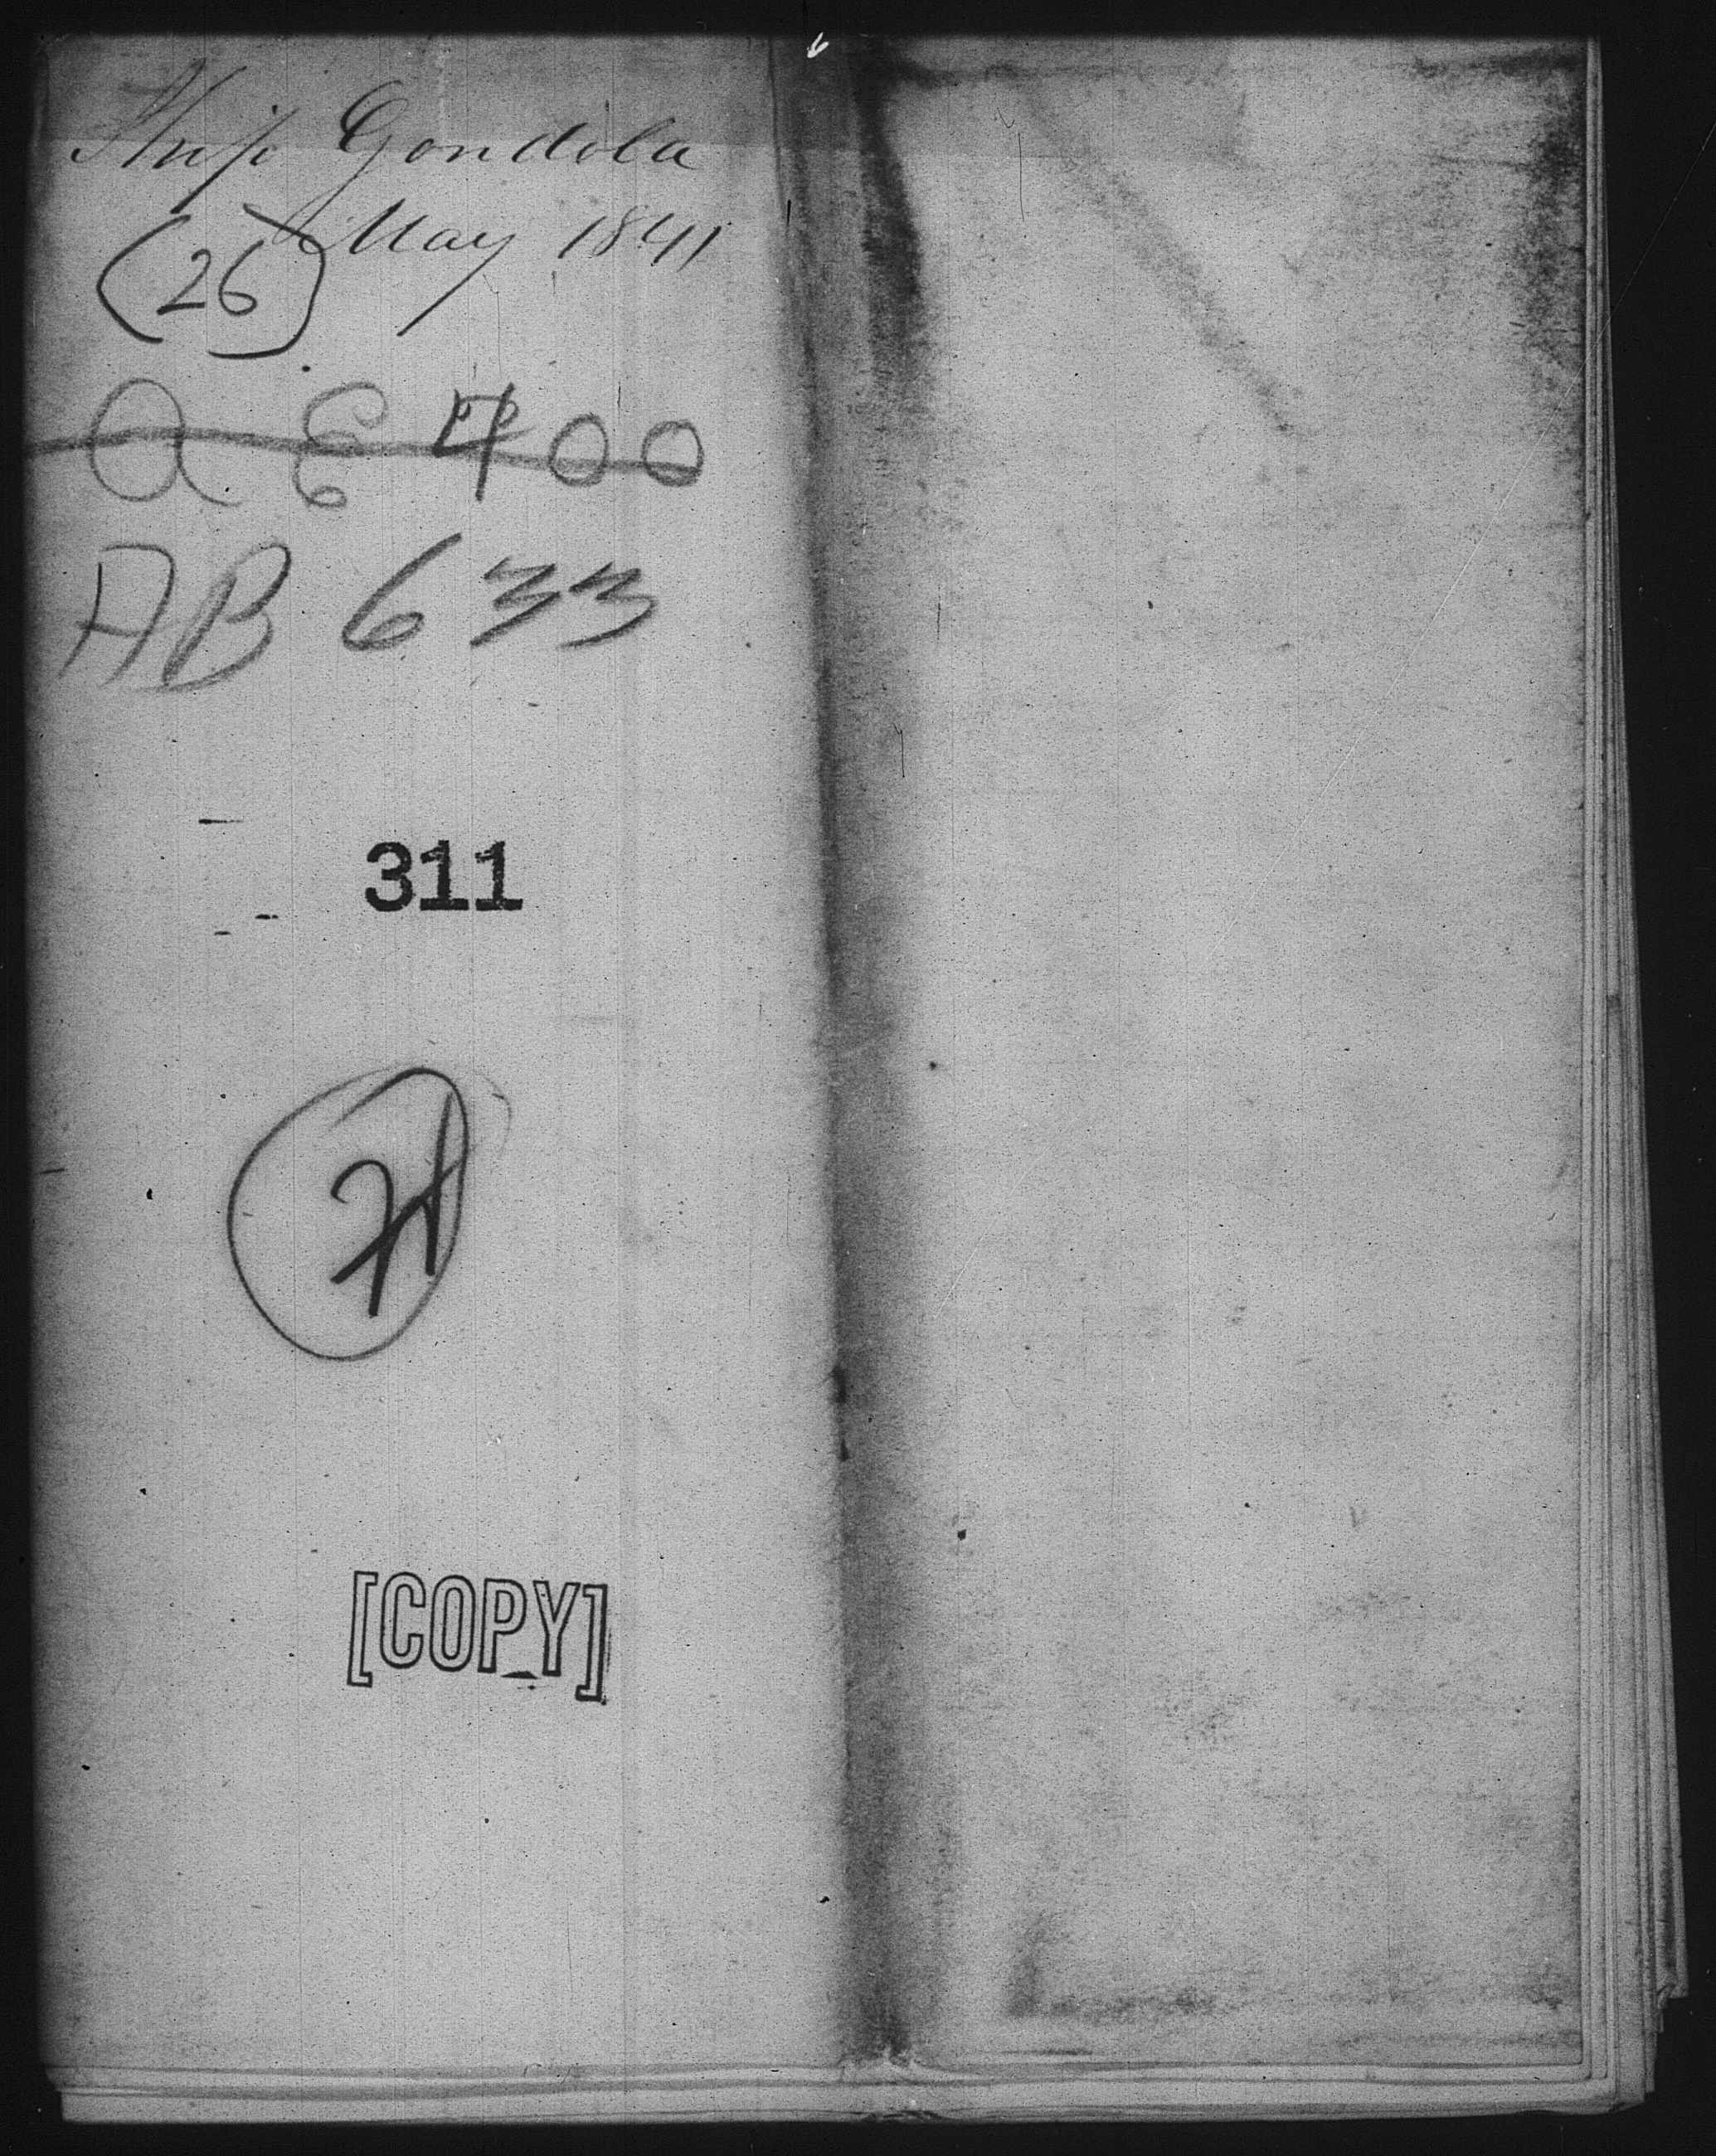 Ship Gondola
May 1841
(26)
A E 400
AB 633
311
[COPY]